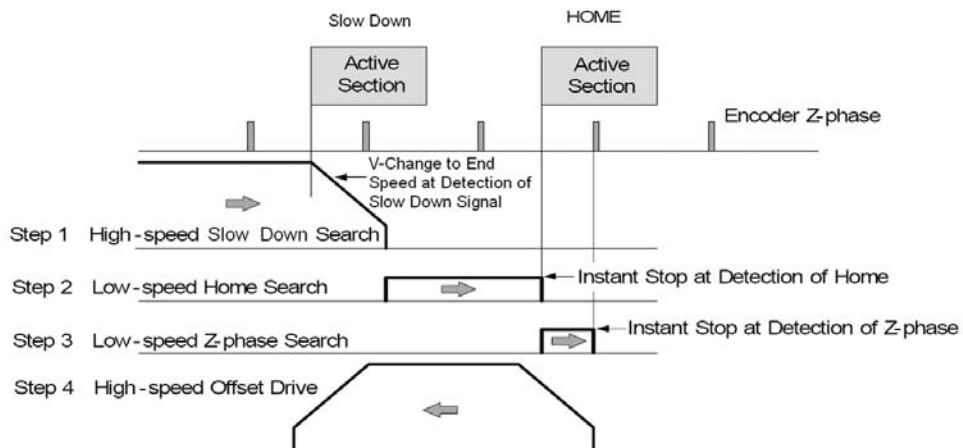 Slow Down
HOME
Active
Section
Active
Section
Encoder Z-phase
V-Change to End
Speed at Detection of
Slow Down Signal
Step 1 High-speed Slow Down Search
Step 2 Low-speed Home Search
Instant Stop at Detection of Home
Step 3 Low-speed Z-phase Search
Instant Stop at Detection of Z-phase
Step 4 High-speed Offset Drive